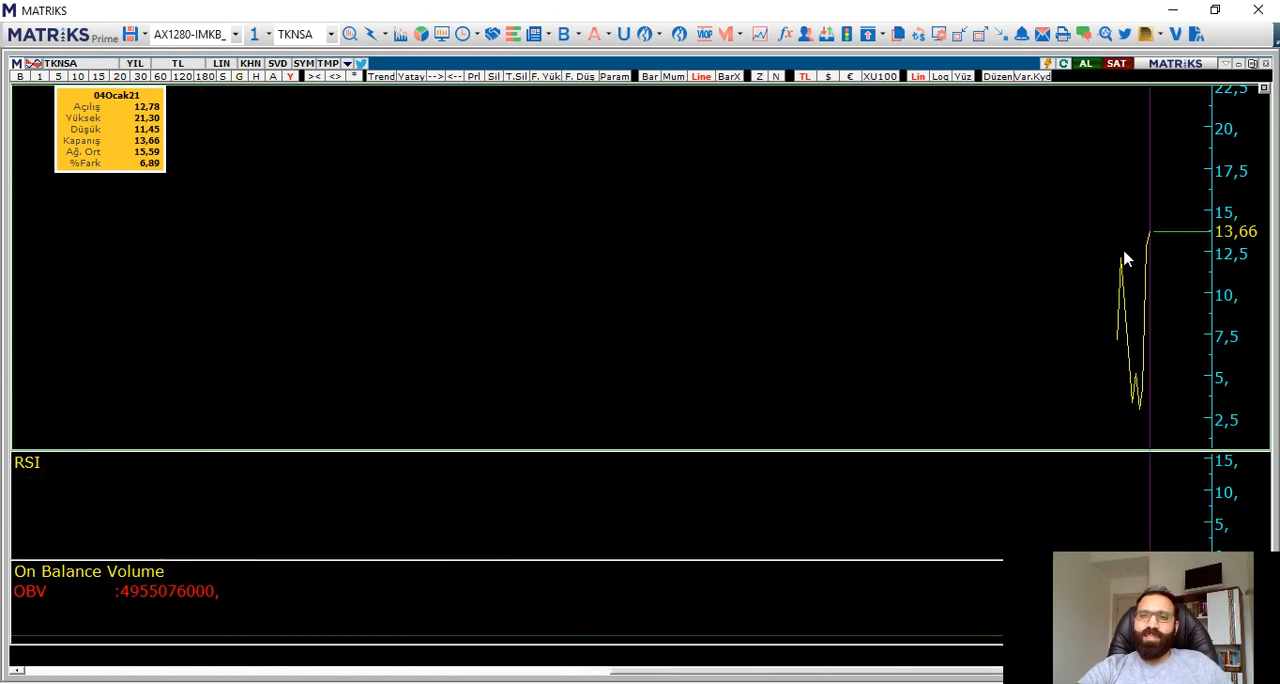 MATRIKS
MATRIKS Prime AX1280-IMKB_ 1 TKNSA B A U VIOP M fx V
M TKNSA YIL TL LIN KHN SVD SYM TMP AL SAT MATRIKS
B 1 5 10 15 20 30 60 120 180 S G H A Y >< <> * Trend Yatay --> <-- Prl Sil T.Sil F. Yük F. Düş Param Bar Mum Line BarX Z N TL $ € XU100 Lin Log Yüz Düzen Var.Kyd
04Ocak21
Açılış 12,78
Yüksek 21,30
Düşük 11,45
Kapanış 13,66
Ağ. Ort 15,59
%Fark 6,89
22,5
20,
17,5
15,
13,66
12,5
10,
7,5
5,
2,5
RSI
15,
10,
5,
On Balance Volume
OBV :4955076000,